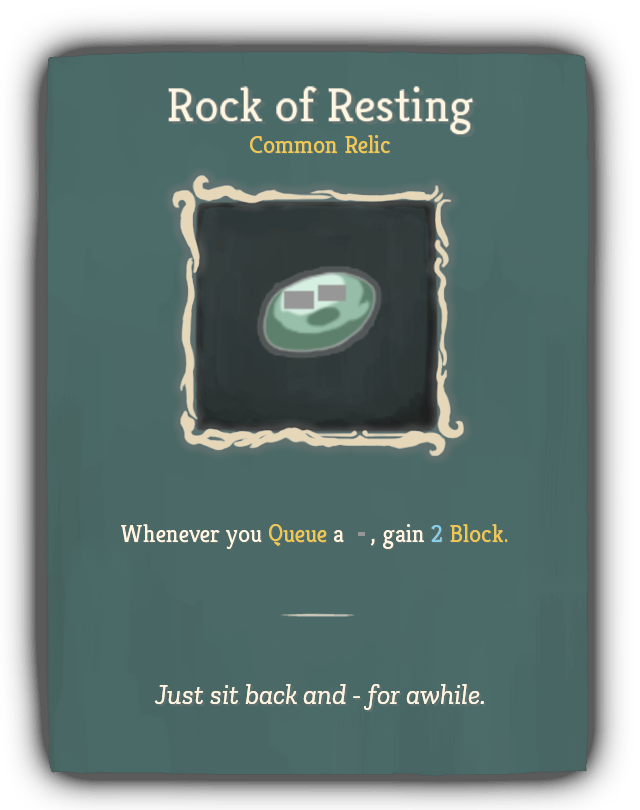 Rock of Resting
Common Relic
Whenever you Queue a -, gain 2 Block.
Just sit back and - for awhile.